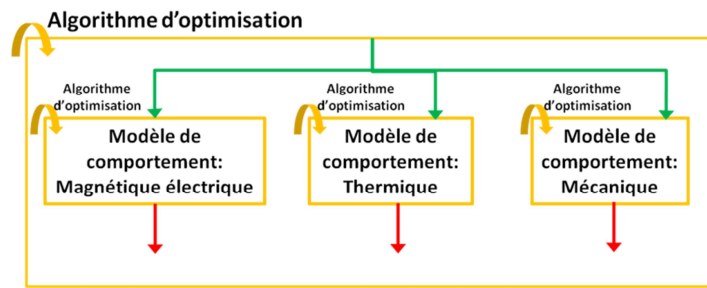 Algorithme d'optimisation
Algorithme
d'optimisation
Modèle de
comportement:
Magnétique électrique
Algorithme
d'optimisation
Modèle de
comportement:
Thermique
Algorithme
d'optimisation
Modèle de
comportement:
Mécanique